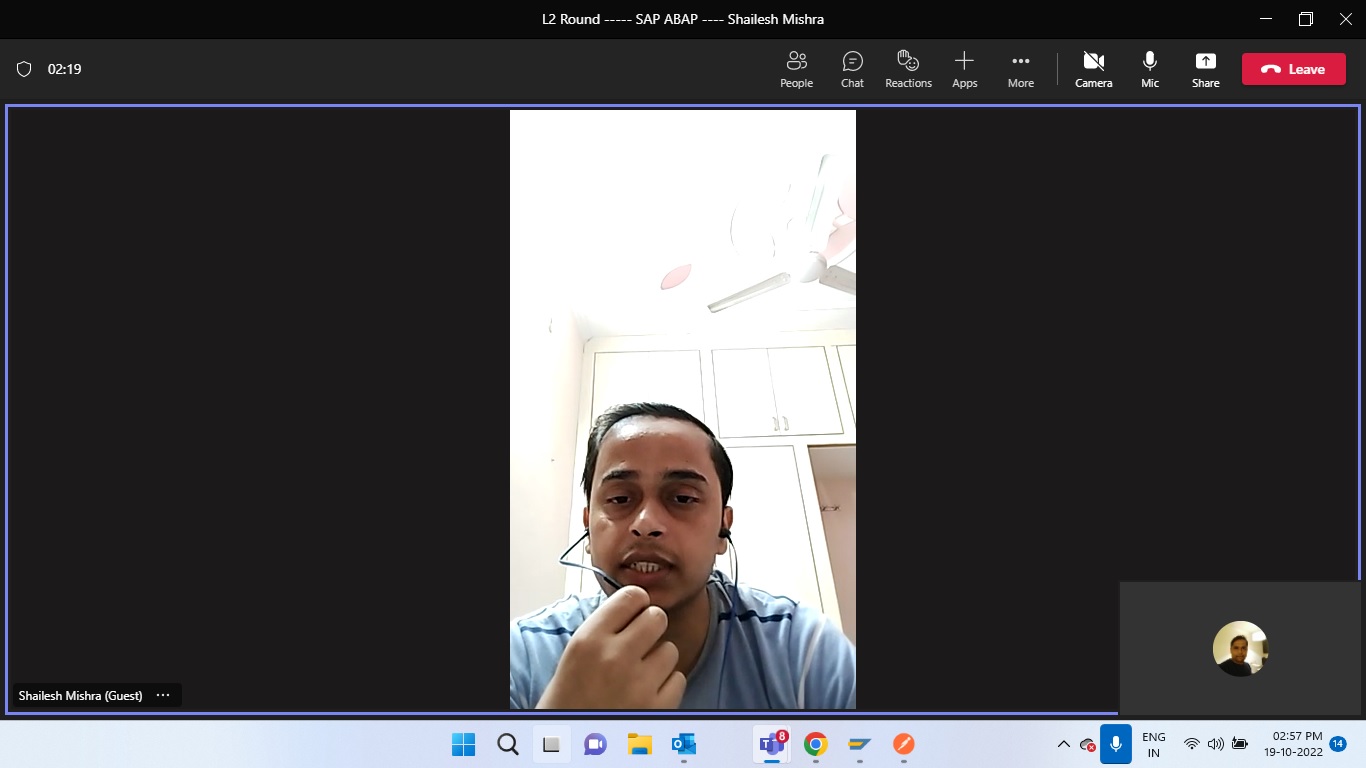 L2 Round ----- SAP ABAP ---- Shailesh Mishra
02:19
People
Chat
Reactions
Apps
More
Camera
Mic
Share
Leave
Shailesh Mishra (Guest)
8
ENG
IN
02:57 PM
19-10-2022
14